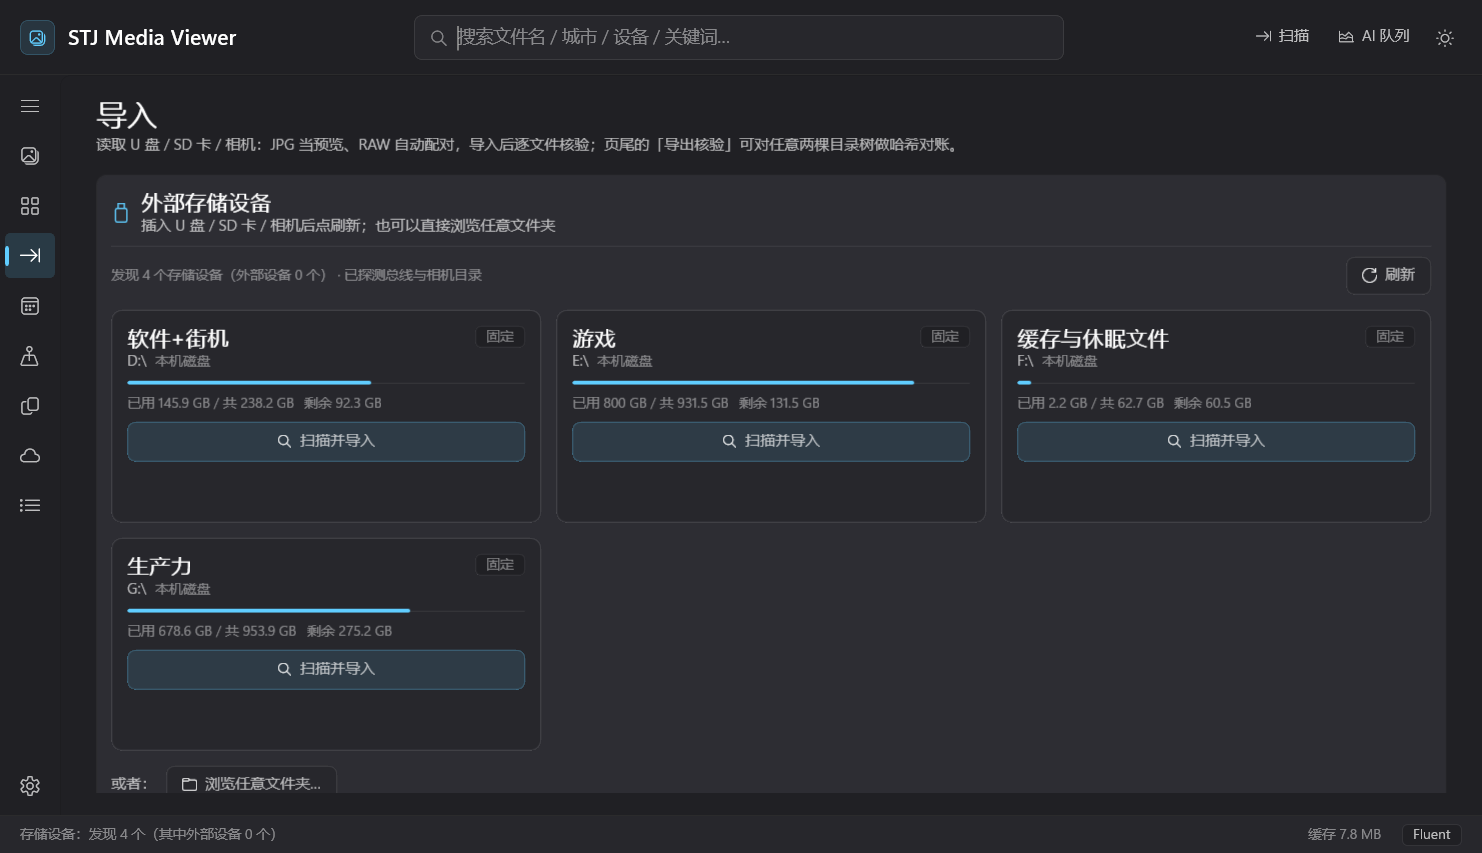 STJ Media Viewer
搜索文件名 / 城市 / 设备 / 关键词...
扫描
AI 队列
导入
读取 U 盘 / SD 卡 / 相机：JPG 当预览、RAW 自动配对，导入后逐文件核验；页尾的「导出核验」可对任意两棵目录树做哈希对账。
外部存储设备
插入 U 盘 / SD 卡 / 相机后点刷新；也可以直接浏览任意文件夹
发现 4 个存储设备（外部设备 0 个） · 已探测总线与相机目录
刷新
软件+街机
固定
D:\ 本机磁盘
已用 145.9 GB / 共 238.2 GB 剩余 92.3 GB
扫描并导入
游戏
固定
E:\ 本机磁盘
已用 800 GB / 共 931.5 GB 剩余 131.5 GB
扫描并导入
缓存与休眠文件
固定
F:\ 本机磁盘
已用 2.2 GB / 共 62.7 GB 剩余 60.5 GB
扫描并导入
生产力
固定
G:\ 本机磁盘
已用 678.6 GB / 共 953.9 GB 剩余 275.2 GB
扫描并导入
或者：
浏览任意文件夹...
存储设备：发现 4 个（其中外部设备 0 个）
缓存 7.8 MB
Fluent